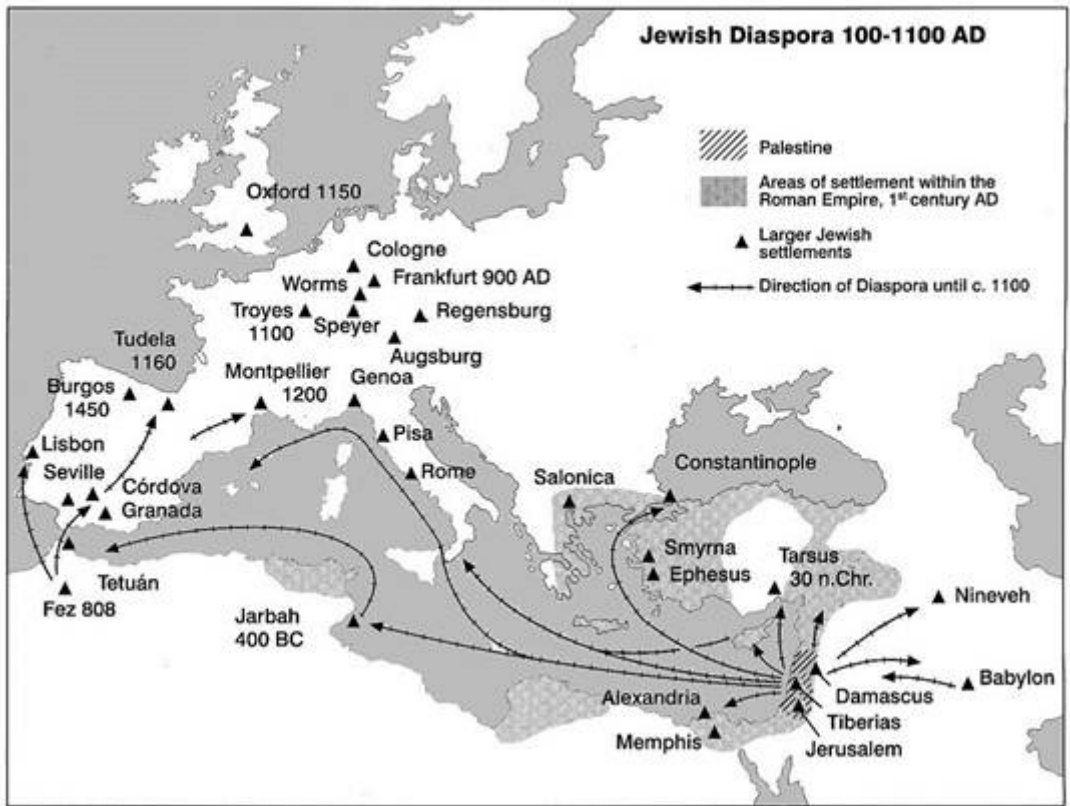 Jewish Diaspora 100-1100 AD
Palestine
Areas of settlement within the
Roman Empire, 1st century AD
Larger Jewish
settlements
Direction of Diaspora until c. 1100
Oxford 1150
Cologne
Frankfurt 900 AD
Worms
Troyes
1100
Speyer
Regensburg
Augsburg
Tudela
1160
Burgos
1450
Montpellier
1200
Genoa
Lisbon
Pisa
Seville
Córdova
Granada
Rome
Salonica
Constantinople
Smyrna
Ephesus
Tarsus
30 n.Chr.
Tetuán
Fez 808
Jarbah
400 BC
Nineveh
Babylon
Alexandria
Memphis
Damascus
Tiberias
Jerusalem